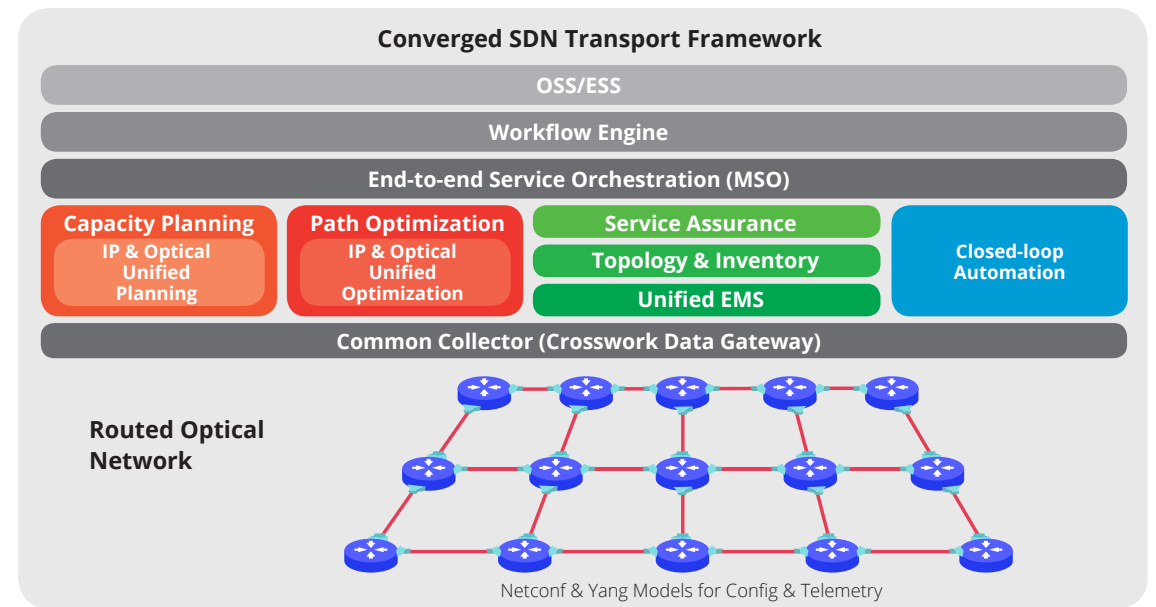 Converged SDN Transport Framework
OSS/ESS
Workflow Engine
End-to-end Service Orchestration (MSO)
Capacity Planning
IP & Optical
Unified
Planning
Path Optimization
IP & Optical
Unified
Optimization
Service Assurance
Topology & Inventory
Unified EMS
Closed-loop
Automation
Common Collector (Crosswork Data Gateway)
Routed Optical
Network
Netconf & Yang Models for Config & Telemetry